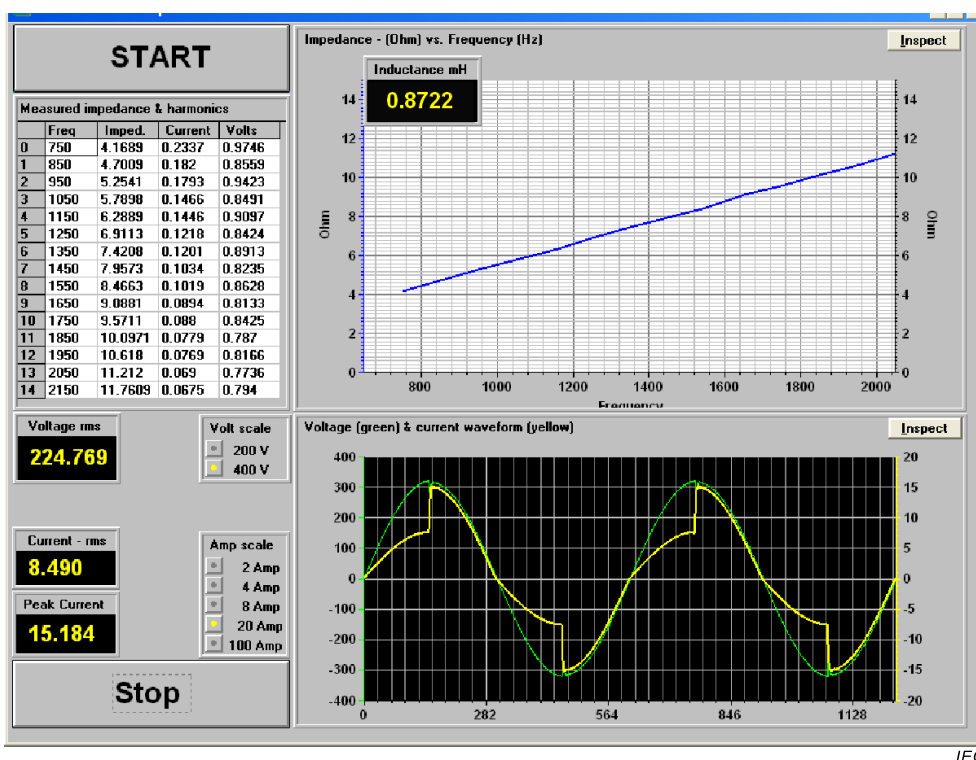 START
Measured impedance & harmonics
Freq Imped. Current Volts
0 750 4.1689 0.2337 0.9746
1 850 4.7009 0.182 0.8559
2 950 5.2541 0.1793 0.9423
3 1050 5.7898 0.1466 0.8491
4 1150 6.2889 0.1446 0.9097
5 1250 6.9113 0.1218 0.8424
6 1350 7.4208 0.1201 0.8913
7 1450 7.9573 0.1034 0.8235
8 1550 8.4663 0.1019 0.8628
9 1650 9.0881 0.0894 0.8133
10 1750 9.5711 0.088 0.8425
11 1850 10.0971 0.0779 0.787
12 1950 10.618 0.0769 0.8166
13 2050 11.212 0.069 0.7736
14 2150 11.7609 0.0675 0.794
Impedance - (Ohm) vs. Frequency (Hz)
Inspect
Inductance mH
0.8722
14 14
12 12
10 10
8 8
6 6
4 4
2 2
0 0
Ohm Ohm
800 1000 1200 1400 1600 1800 2000
Frequency
Voltage rms
224.769
Volt scale
200 V
400 V
Current - rms
8.490
Peak Current
15.184
Amp scale
2 Amp
4 Amp
8 Amp
20 Amp
100 Amp
Stop
Voltage (green) & current waveform (yellow)
Inspect
400 20
300 15
200 10
100 5
0 0
-100 -5
-200 -10
-300 -15
-400 -20
0 282 564 846 1128